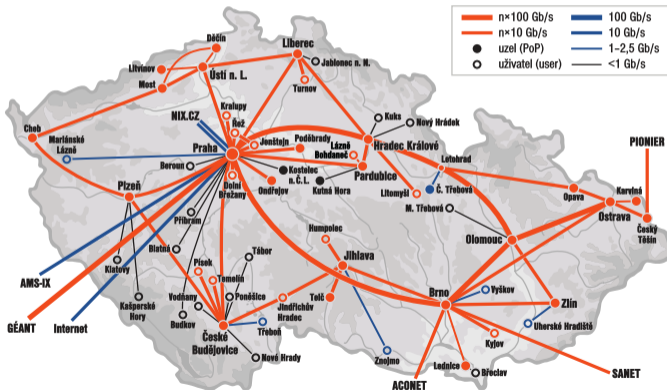 n×100 Gb/s
100 Gb/s
n×10 Gb/s
10 Gb/s
uzel (PoP)
1–2,5 Gb/s
uživatel (user)
<1 Gb/s
Děčín
Liberec
Litvínov
Jablonec n. N.
Ústí n. L.
Most
Turnov
Kralupy
NIX.CZ
Řež
Kuks
Nový Hrádek
Cheb
Jenštejn
Poděbrady
Mariánské
Lázně
Praha
Lázně
Bohdaneč
Hradec Králové
PIONIER
Beroun
Kostelec
n.Č.L.
Kutná Hora
Pardubice
Letohrad
Plzeň
Dolní
Břežany
Ondřejov
Litomyšl
Č. Třebová
Opava
Karviná
Příbram
M. Třebová
Ostrava
Český
Těšín
Blatná
Tábor
Humpolec
Olomouc
Klatovy
Písek
Jihlava
AMS-IX
Temelín
Vodňany
Poněšice
Telč
Brno
Vyškov
Zlín
Kašperské
Hory
Jindřichův
Hradec
GÉANT
Internet
Budkov
České
Budějovice
Třeboň
Uherské Hradiště
Nové Hrady
Znojmo
Kyjov
Lednice
Břeclav
ACONET
SANET